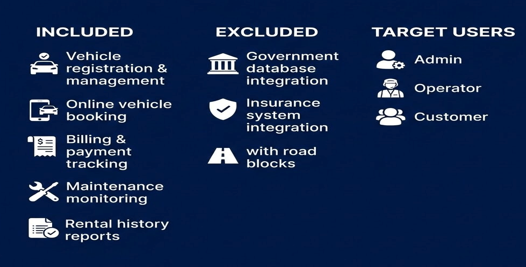 INCLUDED
Vehicle
registration &
management
Online vehicle
booking
Billing &
payment
tracking
Maintenance
monitoring
Rental history
reports
EXCLUDED
Government
database
integration
Insurance
system
integration
with road
blocks
TARGET USERS
Admin
Operator
Customer